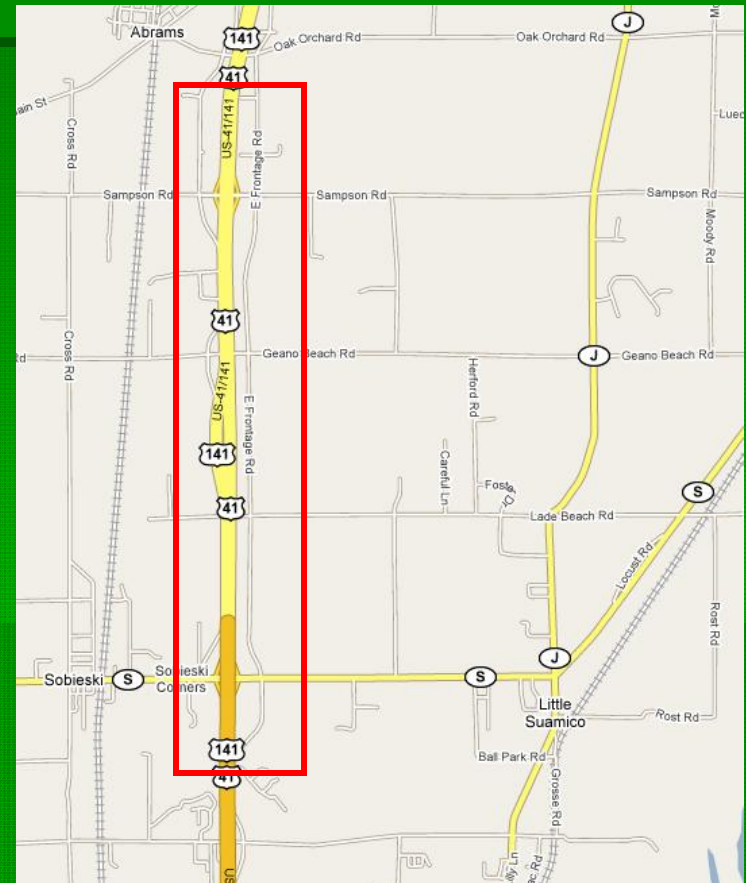 Abrams
141
Oak Orchard Rd
Oak Orchard Rd
J
41
ain St
US-41/141
Cross Rd
E Frontage Rd
Sampson Rd
Sampson Rd
Sampson Rd
Moody Rd
41
Cross Rd
Geano Beach Rd
J
Geano Beach Rd
US-41/141
Herford Rd
E Frontage Rd
141
Careful Ln
S
41
Lade Beach Rd
Locust Rd
Rost Rd
J
Sobieski
S
Sobieski
Corners
S
Little
Suamico
Rost Rd
141
Ball Park Rd
41
Grosse Rd
US